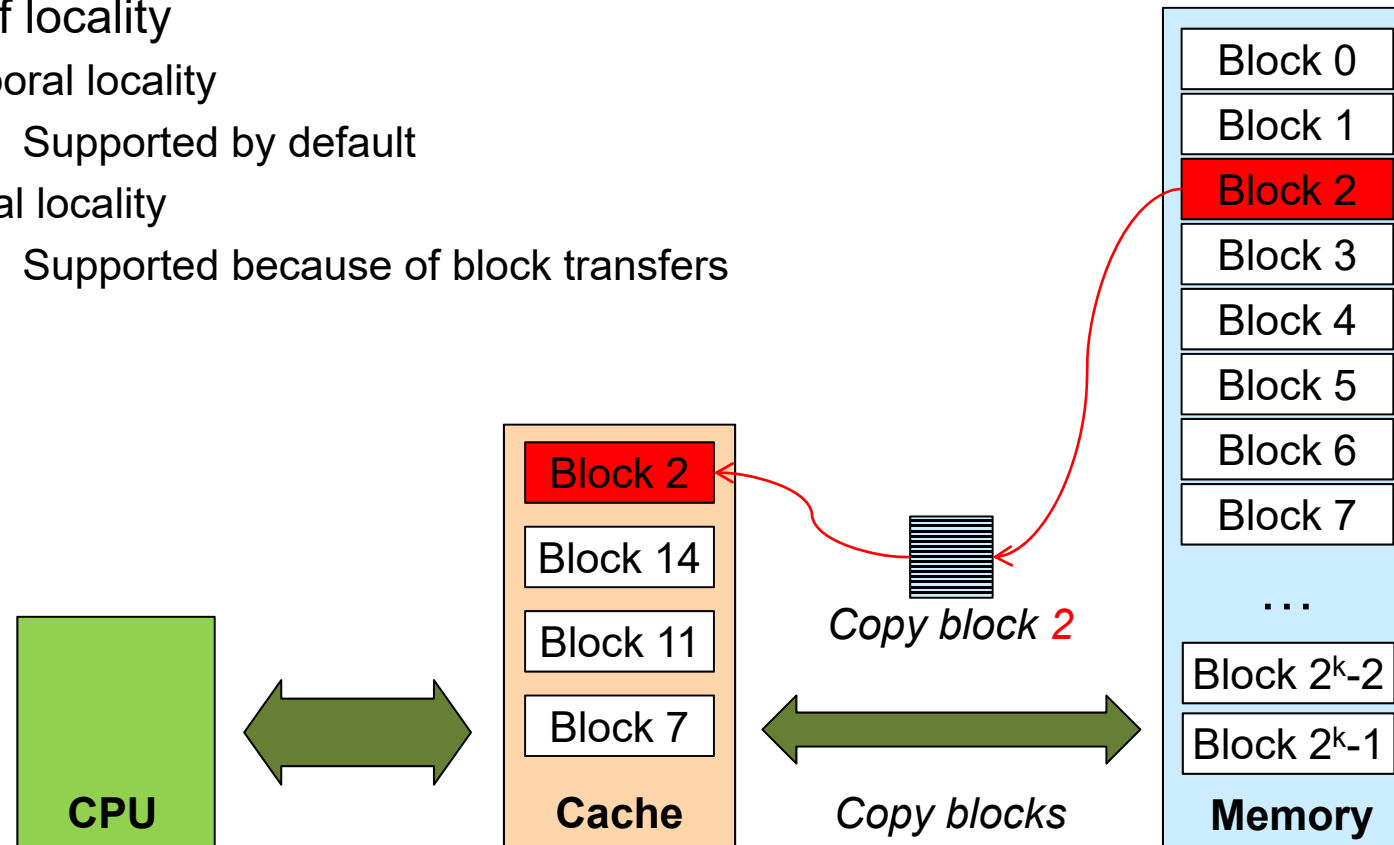 f locality
oral locality
Supported by default
al locality
Supported because of block transfers
Block 0
Block 1
Block 2
Block 3
Block 4
Block 5
Block 6
Block 7
...
Block 2ᵏ-2
Block 2ᵏ-1
Memory
Block 2
Block 14
Block 11
Block 7
Cache
Copy block 2
Copy blocks
CPU